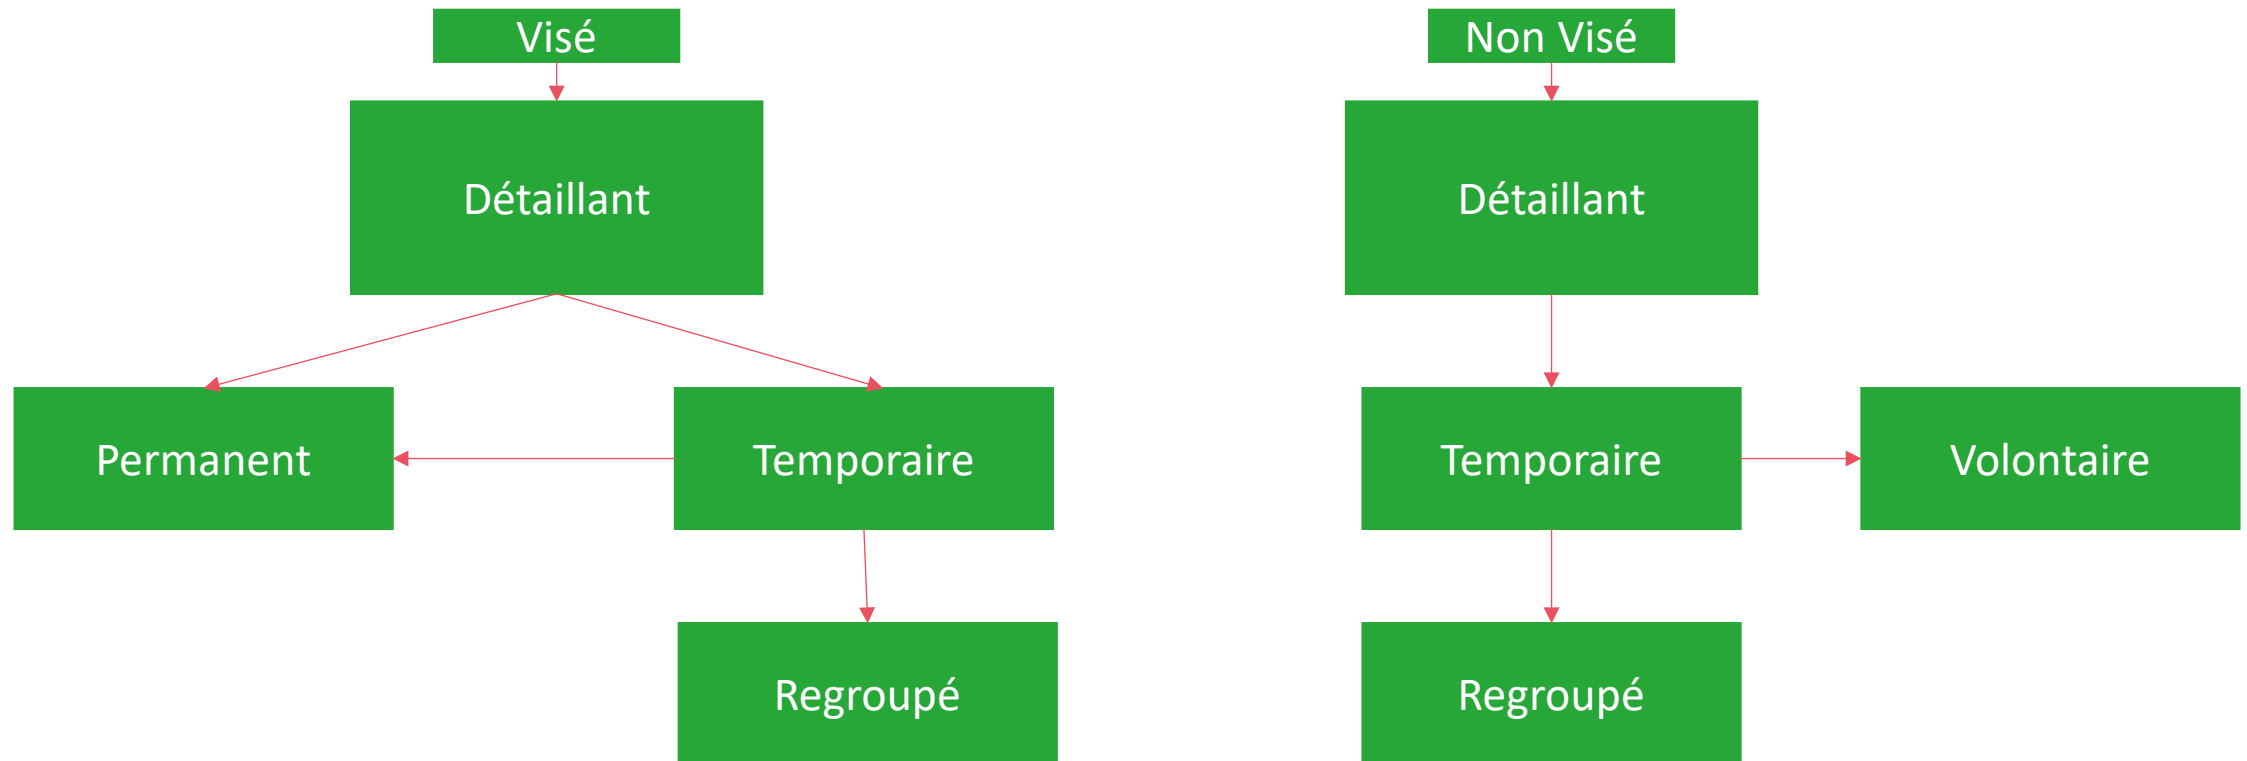 Visé
Non Visé
Détaillant
Détaillant
Permanent
Temporaire
Temporaire
Volontaire
Regroupé
Regroupé